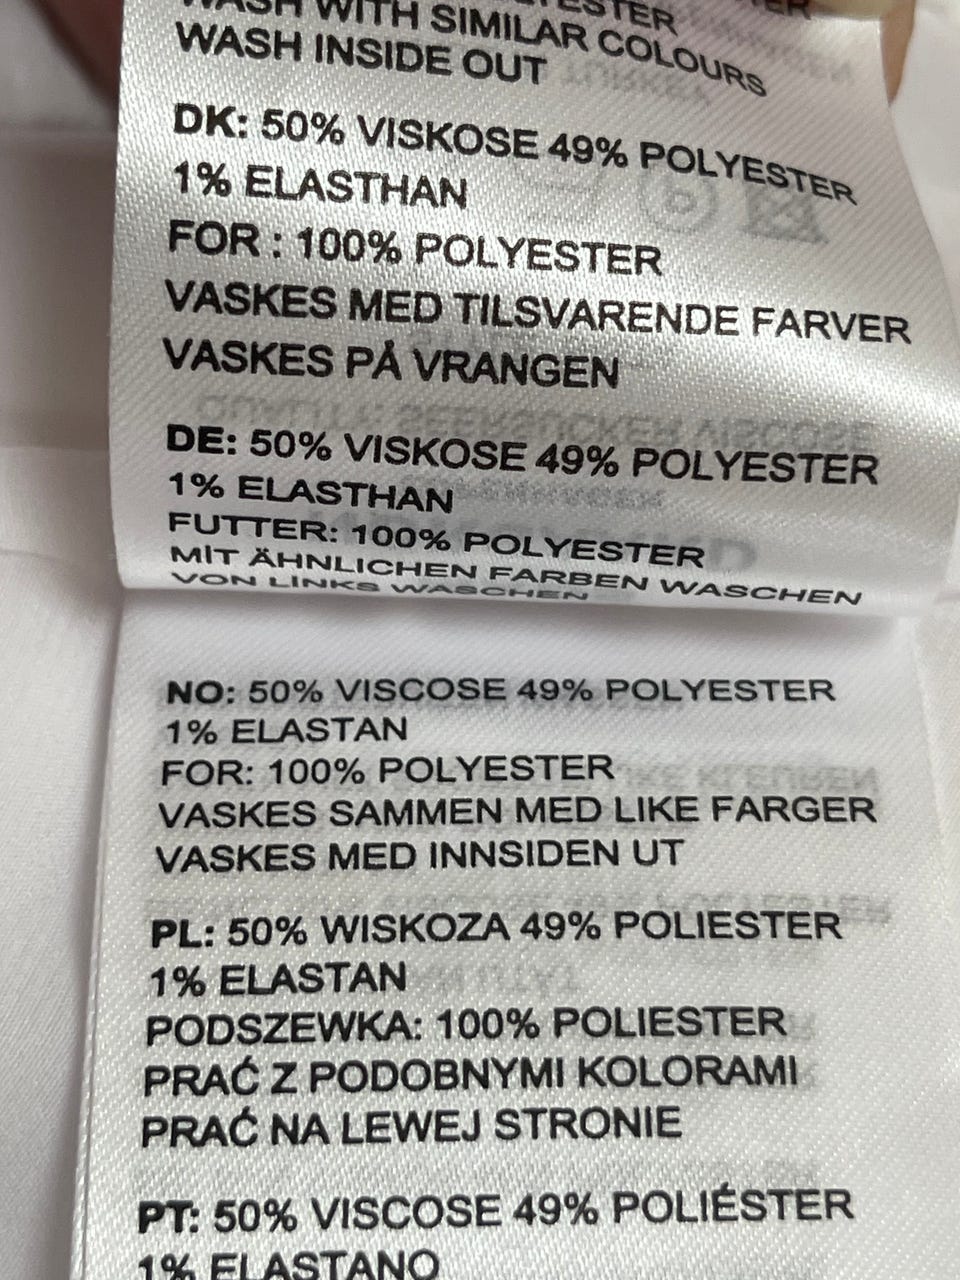 WASH WITH SIMILAR COLOURS
WASH INSIDE OUT
DK: 50% VISKOSE 49% POLYESTER
1% ELASTHAN
FOR : 100% POLYESTER
VASKES MED TILSVARENDE FARVER
VASKES PÅ VRANGEN
DE: 50% VISKOSE 49% POLYESTER
1% ELASTHAN
FUTTER: 100% POLYESTER
MIT ÄHNLICHEN FARBEN WASCHEN
VON LINKS WASCHEN
NO: 50% VISCOSE 49% POLYESTER
1% ELASTAN
FOR: 100% POLYESTER
VASKES SAMMEN MED LIKE FARGER
VASKES MED INNSIDEN UT
PL: 50% WISKOZA 49% POLIESTER
1% ELASTAN
PODSZEWKA: 100% POLIESTER
PRAĆ Z PODOBNYMI KOLORAMI
PRAĆ NA LEWEJ STRONIE
PT: 50% VISCOSE 49% POLIÉSTER
1% ELASTANO